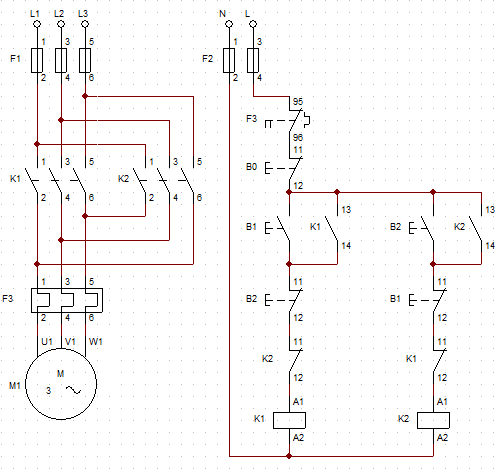 L1 L2 L3 N L
1 3 5 1 3
F1 F2
2 4 6 2 4
95
F3
96
1 3 5 1 3 5 11
B0
K1 K2
2 4 6 2 4 6 12
13 13
B1 K1 B2 K2
14 14
1 3 5 11 11
F3 B2 B1
2 4 6 12 12
U1 V1 W1 11 11
K2 K1
M 12 12
M1 3
A1 A1
K1 K2
A2 A2